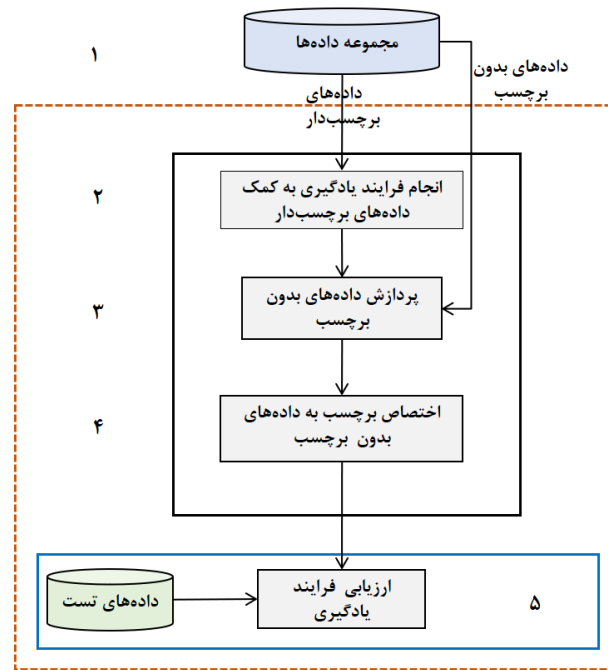 مجموعه داده‌ها
۱
داده‌های بدون
برچسب
داده‌های
برچسب‌دار
انجام فرایند یادگیری به کمک
داده‌های برچسب‌دار
۲
پردازش داده‌های بدون
برچسب
۳
اختصاص برچسب به داده‌های
بدون برچسب
۴
ارزیابی فرایند
یادگیری
داده‌های تست
۵